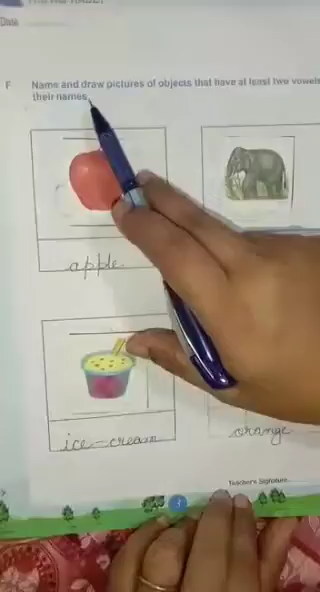 Date
F Name and draw pictures of objects that have at least two vowels
their names.
apple
ice-cream
orange
Teacher's Signature